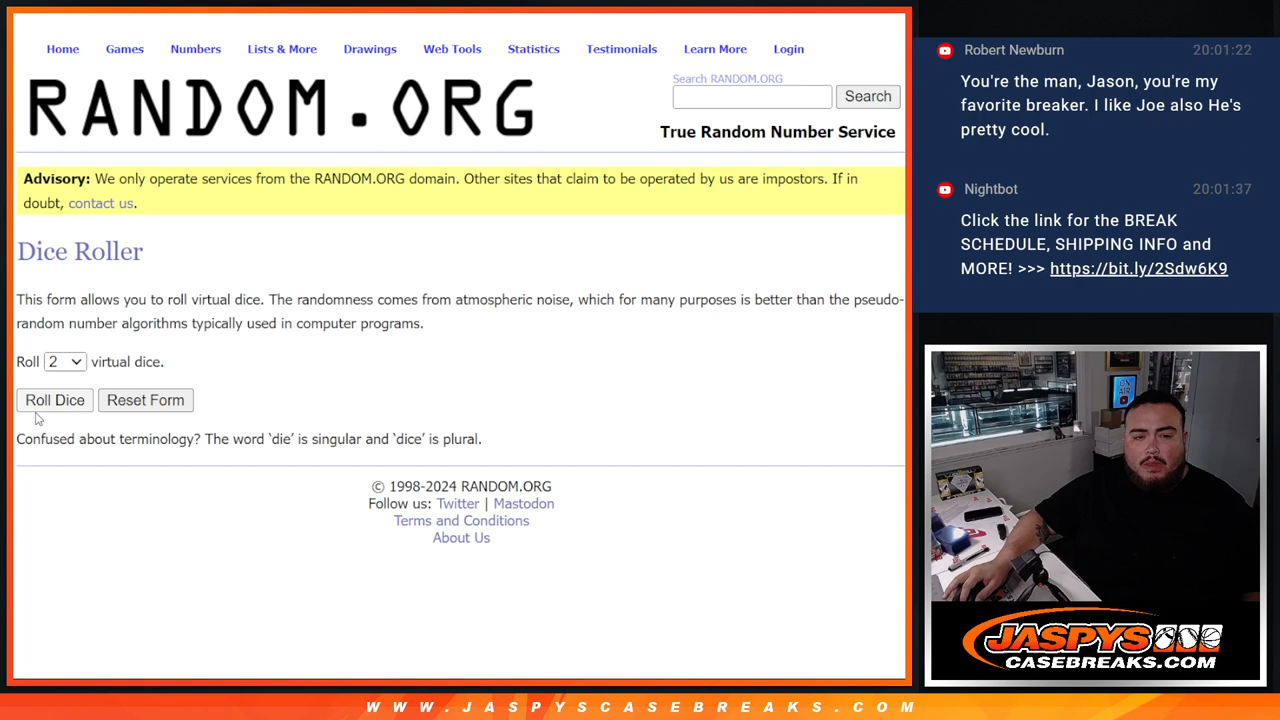 Home Games Numbers Lists & More Drawings Web Tools Statistics Testimonials Learn More Login
RANDOM.ORG
Search RANDOM.ORG
Search
True Random Number Service
Advisory: We only operate services from the RANDOM.ORG domain. Other sites that claim to be operated by us are impostors. If in
doubt, contact us.
Dice Roller
This form allows you to roll virtual dice. The randomness comes from atmospheric noise, which for many purposes is better than the pseudo-
random number algorithms typically used in computer programs.
Roll 2 virtual dice.
Roll Dice Reset Form
Confused about terminology? The word ‘die’ is singular and ‘dice’ is plural.
© 1998-2024 RANDOM.ORG
Follow us: Twitter | Mastodon
Terms and Conditions
About Us
Robert Newburn 20:01:22
You're the man, Jason, you're my
favorite breaker. I like Joe also He's
pretty cool.
Nightbot 20:01:37
Click the link for the BREAK
SCHEDULE, SHIPPING INFO and
MORE! >>> https://bit.ly/2Sdw6K9
ON
AIR
JASPYS
CASEBREAKS.COM
WWW.JASPYSCASEBREAKS.COM